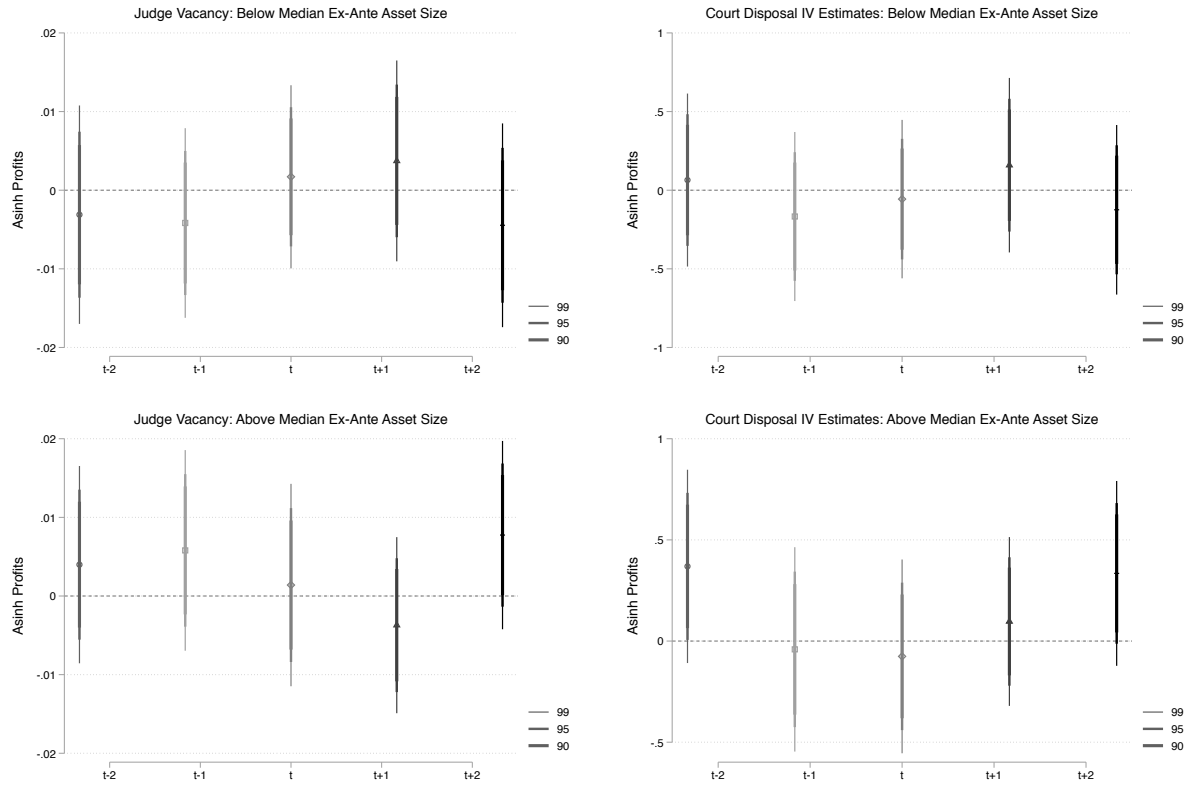 Judge Vacancy: Below Median Ex-Ante Asset Size
.02
.01
0
-.01
-.02
Asinh Profits
t-2 t-1 t t+1 t+2
99
95
90
Court Disposal IV Estimates: Below Median Ex-Ante Asset Size
1
.5
0
-.5
-1
Asinh Profits
t-2 t-1 t t+1 t+2
99
95
90
Judge Vacancy: Above Median Ex-Ante Asset Size
.02
.01
0
-.01
-.02
Asinh Profits
t-2 t-1 t t+1 t+2
99
95
90
Court Disposal IV Estimates: Above Median Ex-Ante Asset Size
1
.5
0
-.5
Asinh Profits
t-2 t-1 t t+1 t+2
99
95
90